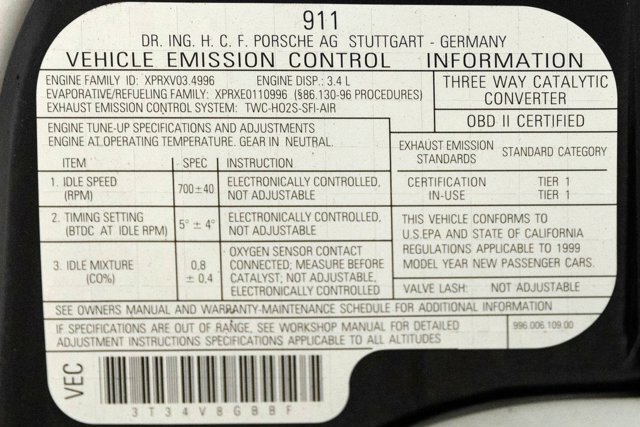 911
DR. ING. H. C. F. PORSCHE AG STUTTGART - GERMANY
VEHICLE EMISSION CONTROL INFORMATION
ENGINE FAMILY ID: XPRXV03.4996 ENGINE DISP.: 3.4 L
EVAPORATIVE/REFUELING FAMILY: XPRXE0110996 (§86.130-96 PROCEDURES)
EXHAUST EMISSION CONTROL SYSTEM: TWC-HO2S-SFI-AIR
THREE WAY CATALYTIC
CONVERTER
OBD II CERTIFIED
ENGINE TUNE-UP SPECIFICATIONS AND ADJUSTMENTS
ENGINE AT OPERATING TEMPERATURE. GEAR IN NEUTRAL.
ITEM SPEC INSTRUCTION
1. IDLE SPEED 700±40 ELECTRONICALLY CONTROLLED,
(RPM) NOT ADJUSTABLE
2. TIMING SETTING 5° ± 4° ELECTRONICALLY CONTROLLED,
(BTDC AT IDLE RPM) NOT ADJUSTABLE
OXYGEN SENSOR CONTACT
3. IDLE MIXTURE 0,8 CONNECTED; MEASURE BEFORE
(CO%) ± 0,4 CATALYST; NOT ADJUSTABLE,
ELECTRONICALLY CONTROLLED
EXHAUST EMISSION STANDARD CATEGORY
STANDARDS
CERTIFICATION TIER 1
IN-USE TIER 1
THIS VEHICLE CONFORMS TO
U.S.EPA AND STATE OF CALIFORNIA
REGULATIONS APPLICABLE TO 1999
MODEL YEAR NEW PASSENGER CARS.
VALVE LASH: NOT ADJUSTABLE
SEE OWNERS MANUAL AND WARRANTY-MAINTENANCE SCHEDULE FOR ADDITIONAL INFORMATION
IF SPECIFICATIONS ARE OUT OF RANGE, SEE WORKSHOP MANUAL FOR DETAILED
ADJUSTMENT INSTRUCTIONS SPECIFICATIONS APPLICABLE TO ALL ALTITUDES
996.006.109.00
VEC
3T34V8GBBF